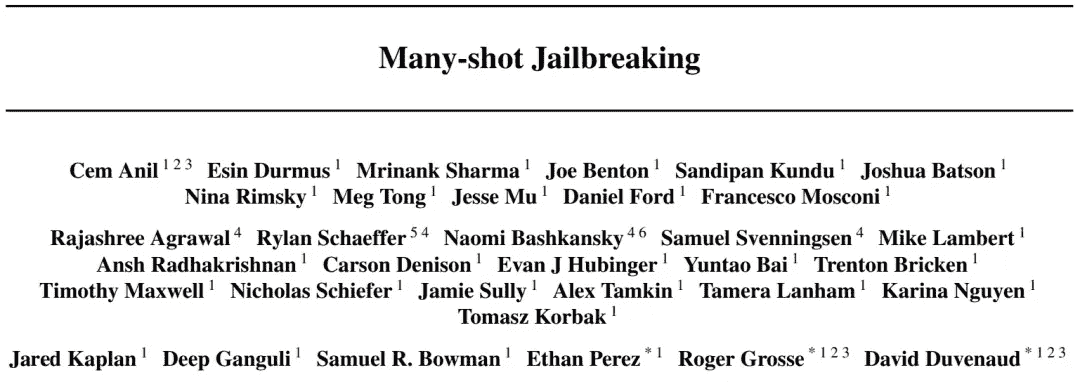 Many-shot Jailbreaking
Cem Anil 1 2 3 Esin Durmus 1 Mrinank Sharma 1 Joe Benton 1 Sandipan Kundu 1 Joshua Batson 1
Nina Rimsky 1 Meg Tong 1 Jesse Mu 1 Daniel Ford 1 Francesco Mosconi 1
Rajashree Agrawal 4 Rylan Schaeffer 5 4 Naomi Bashkansky 4 6 Samuel Svenningsen 4 Mike Lambert 1
Ansh Radhakrishnan 1 Carson Denison 1 Evan J Hubinger 1 Yuntao Bai 1 Trenton Bricken 1
Timothy Maxwell 1 Nicholas Schiefer 1 Jamie Sully 1 Alex Tamkin 1 Tamera Lanham 1 Karina Nguyen 1
Tomasz Korbak 1
Jared Kaplan 1 Deep Ganguli 1 Samuel R. Bowman 1 Ethan Perez * 1 Roger Grosse * 1 2 3 David Duvenaud * 1 2 3